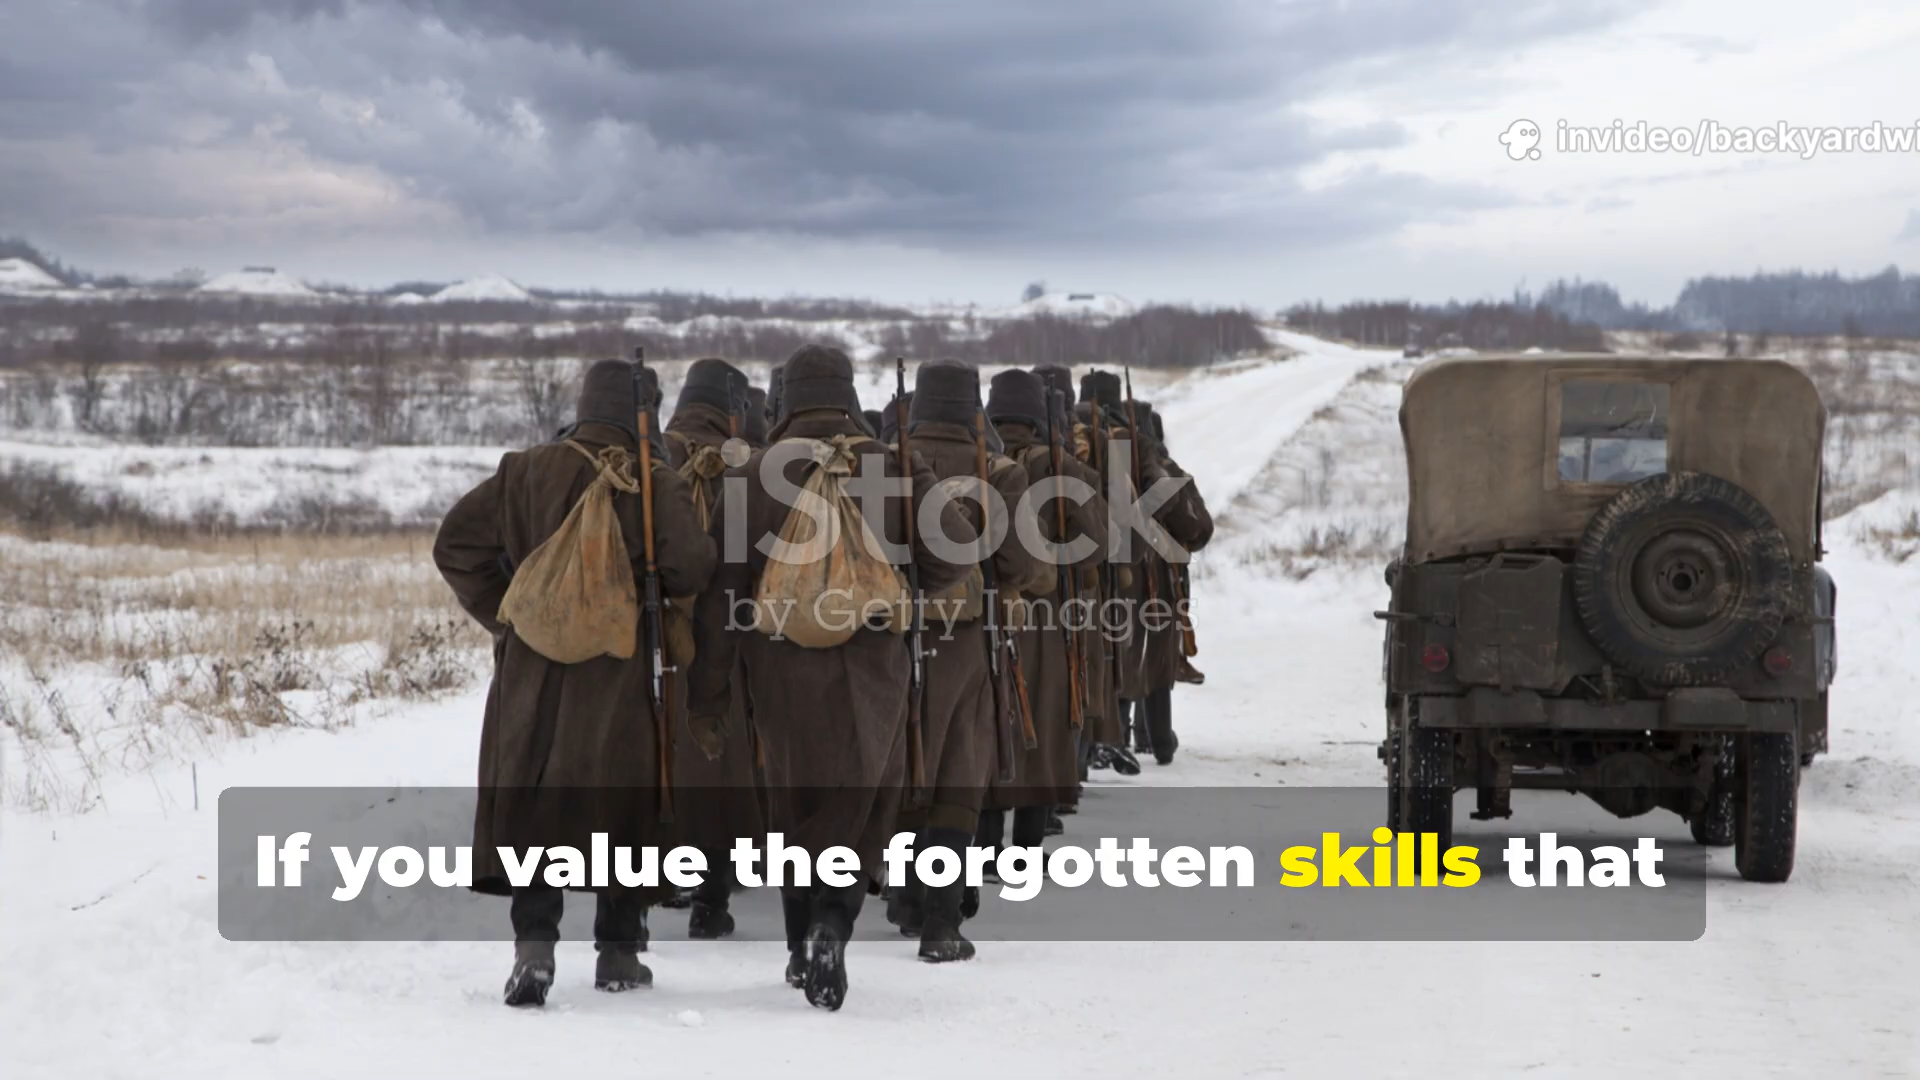 invideo/backyardwi
iStock
by Getty Images
If you value the forgotten skills that